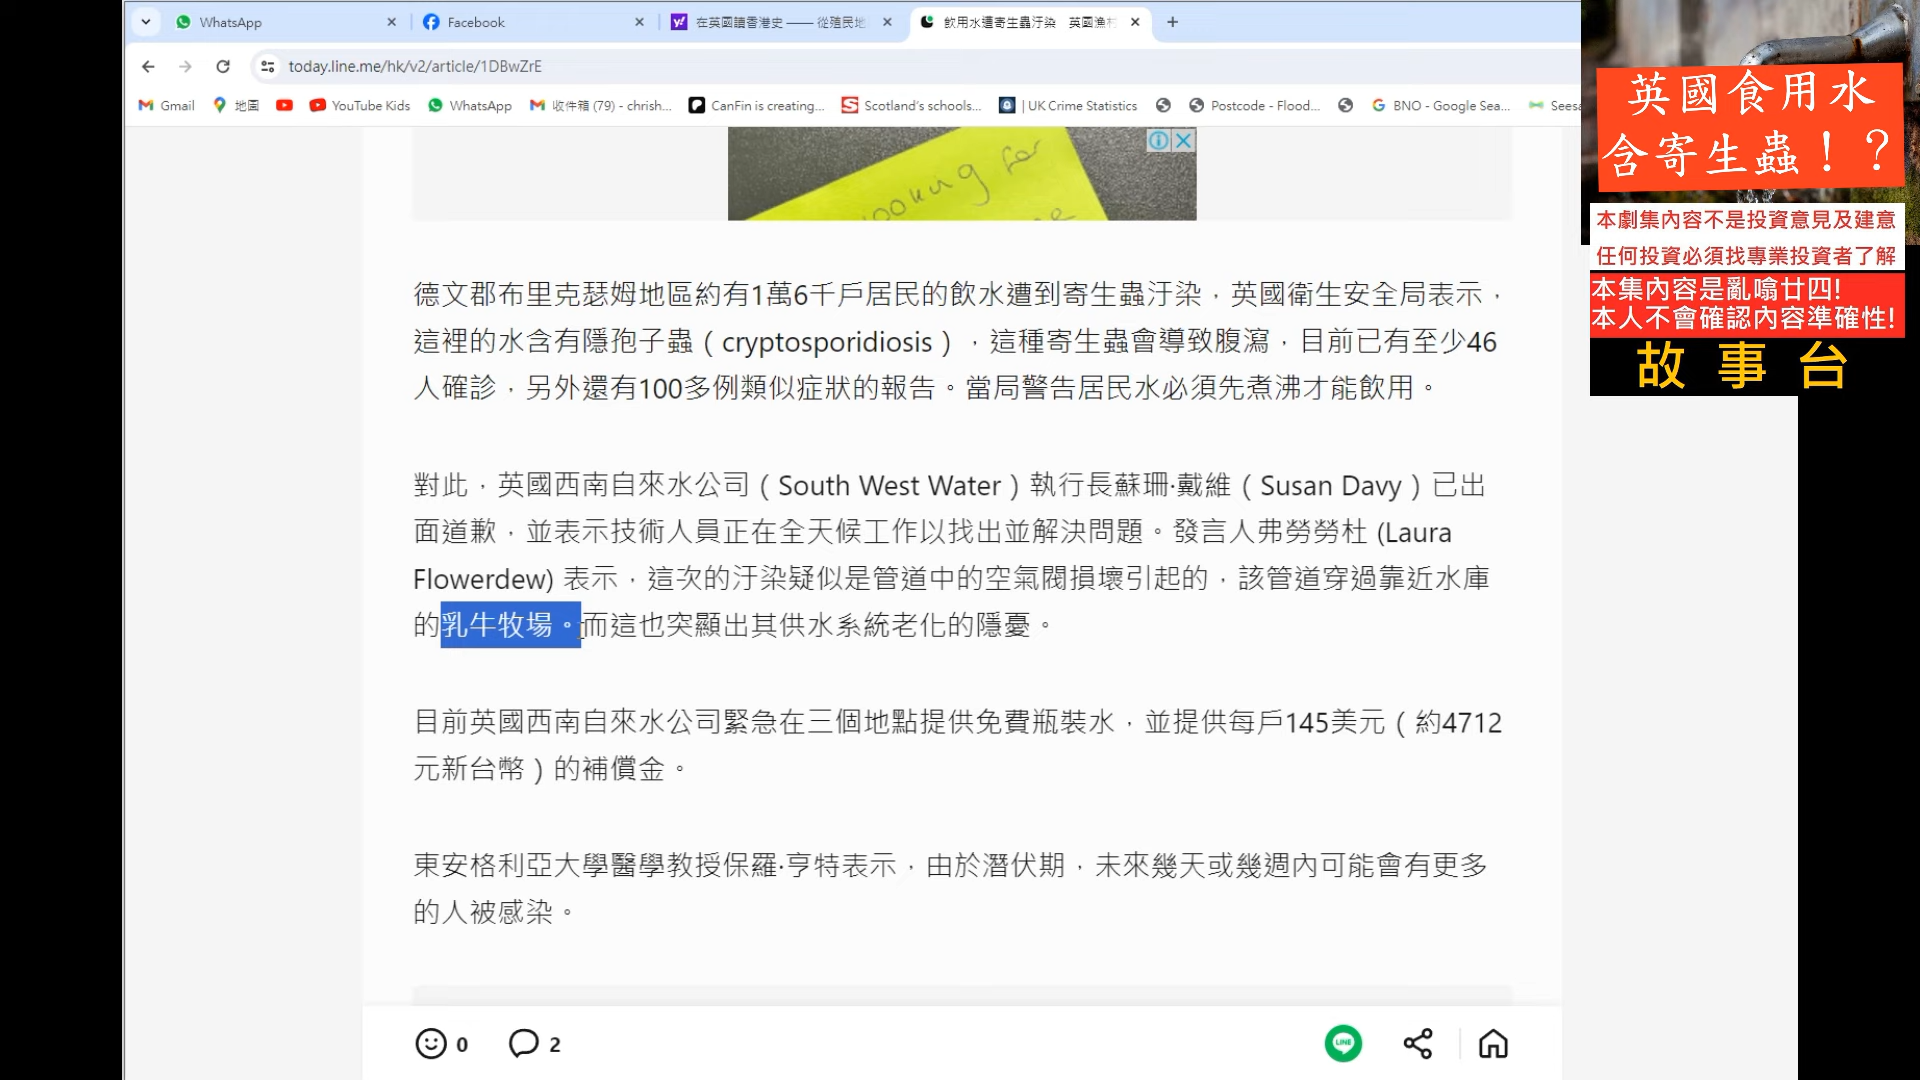 WhatsApp
Facebook
在英國讀香港史 —— 從殖民地
飲用水遭寄生蟲汙染 英國漁村
today.line.me/hk/v2/article/1DBwZrE
Gmail
地圖
YouTube Kids
WhatsApp
收件箱 (79) - chrish...
CanFin is creating...
Scotland's schools...
| UK Crime Statistics
Postcode - Flood...
BNO - Google Sea...
Seesa
looking for
德文郡布里克瑟姆地區約有1萬6千戶居民的飲水遭到寄生蟲汙染，英國衛生安全局表示，
這裡的水含有隱孢子蟲（cryptosporidiosis），這種寄生蟲會導致腹瀉，目前已有至少46
人確診，另外還有100多例類似症狀的報告。當局警告居民水必須先煮沸才能飲用。
對此，英國西南自來水公司（South West Water）執行長蘇珊·戴維（Susan Davy）已出
面道歉，並表示技術人員正在全天候工作以找出並解決問題。發言人弗勞勞杜 (Laura
Flowerdew) 表示，這次的汙染疑似是管道中的空氣閥損壞引起的，該管道穿過靠近水庫
的乳牛牧場。而這也突顯出其供水系統老化的隱憂。
目前英國西南自來水公司緊急在三個地點提供免費瓶裝水，並提供每戶145美元（約4712
元新台幣）的補償金。
東安格利亞大學醫學教授保羅·亨特表示，由於潛伏期，未來幾天或幾週內可能會有更多
的人被感染。
0
2
LINE
英國食用水
含寄生蟲！？
本劇集內容不是投資意見及建意
任何投資必須找專業投資者了解
本集內容是亂噏廿四!
本人不會確認內容準確性!
故事台